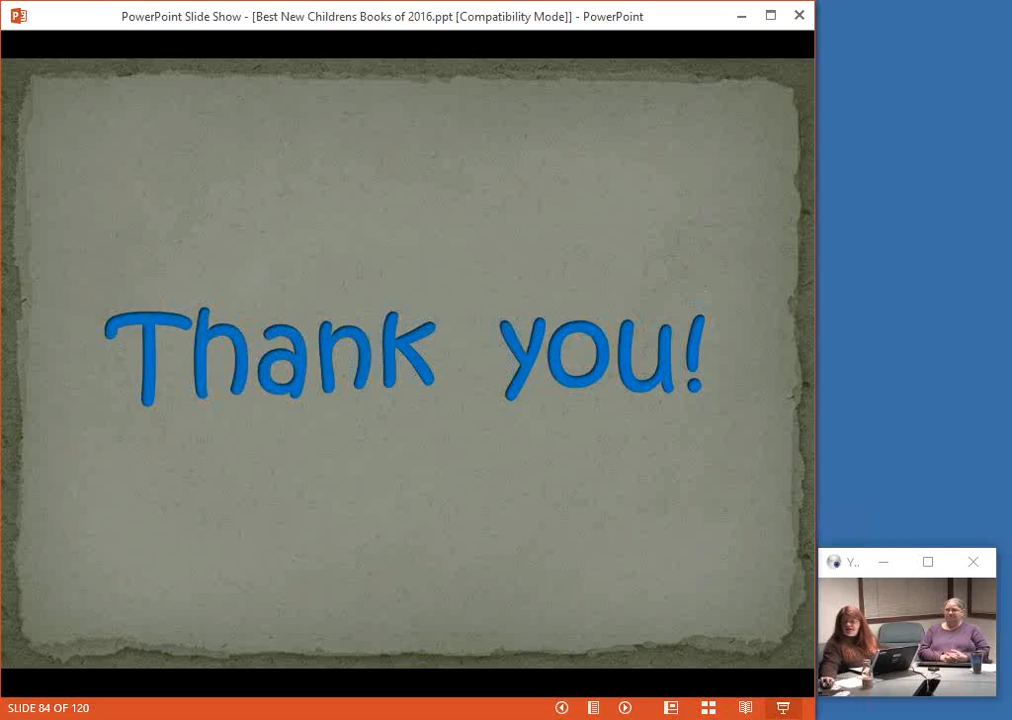 PowerPoint Slide Show - [Best New Childrens Books of 2016.ppt [Compatibility Mode]] - PowerPoint
Thank you!
Y..
SLIDE 84 OF 120